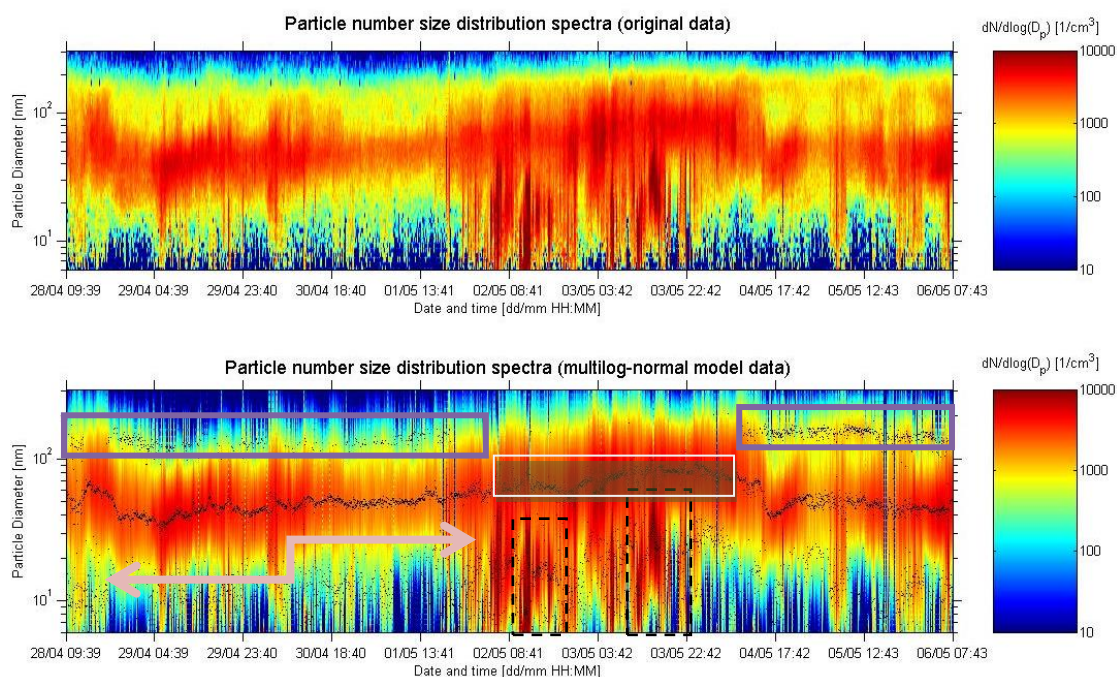 Particle number size distribution spectra (original data)
dN/dlog(Dp) [1/cm3]
Particle Diameter [nm]
10^2
10^1
28/04 09:39 29/04 04:39 29/04 23:40 30/04 18:40 01/05 13:41 02/05 08:41 03/05 03:42 03/05 22:42 04/05 17:42 05/05 12:43 06/05 07:43
Date and time [dd/mm HH:MM]
10000
1000
100
10
Particle number size distribution spectra (multilog-normal model data)
dN/dlog(Dp) [1/cm3]
Particle Diameter [nm]
10^2
10^1
28/04 09:39 29/04 04:39 29/04 23:40 30/04 18:40 01/05 13:41 02/05 08:41 03/05 03:42 03/05 22:42 04/05 17:42 05/05 12:43 06/05 07:43
Date and time [dd/mm HH:MM]
10000
1000
100
10